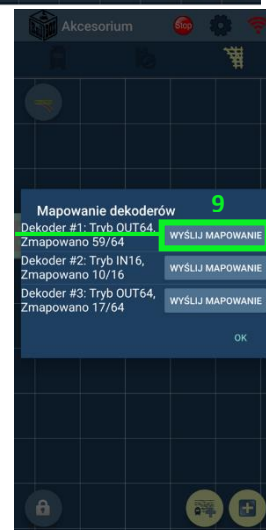 Akcesorium
Stop
Mapowanie dekoderów
9
Dekoder #1: Tryb OUT64,
Zmapowano 59/64
WYŚLIJ MAPOWANIE
Dekoder #2: Tryb IN16,
Zmapowano 10/16
WYŚLIJ MAPOWANIE
Dekoder #3: Tryb OUT64,
Zmapowano 17/64
WYŚLIJ MAPOWANIE
OK